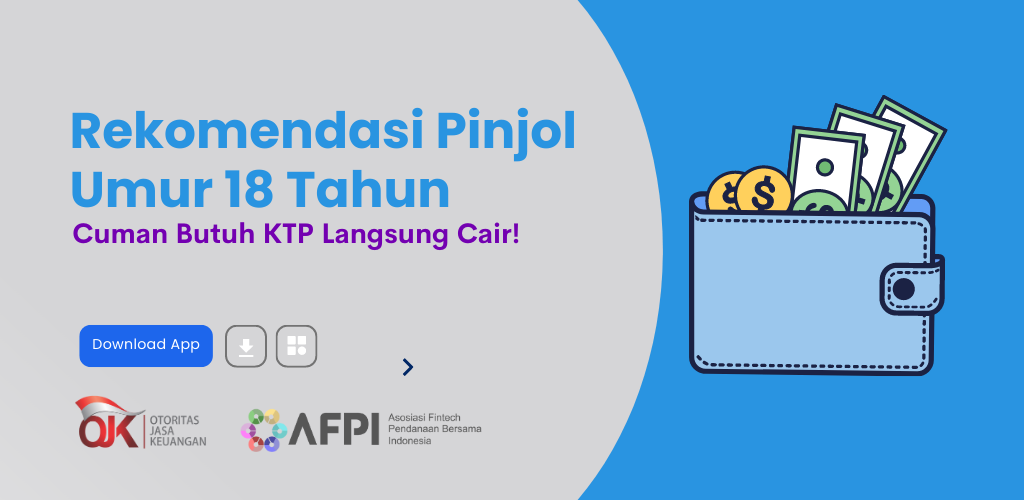 Rekomendasi Pinjol
Umur 18 Tahun
Cuman Butuh KTP Langsung Cair!
Download App
OJK
OTORITAS
JASA
KEUANGAN
AFPI
Asosiasi Fintech
Pendanaan Bersama
Indonesia
$
$